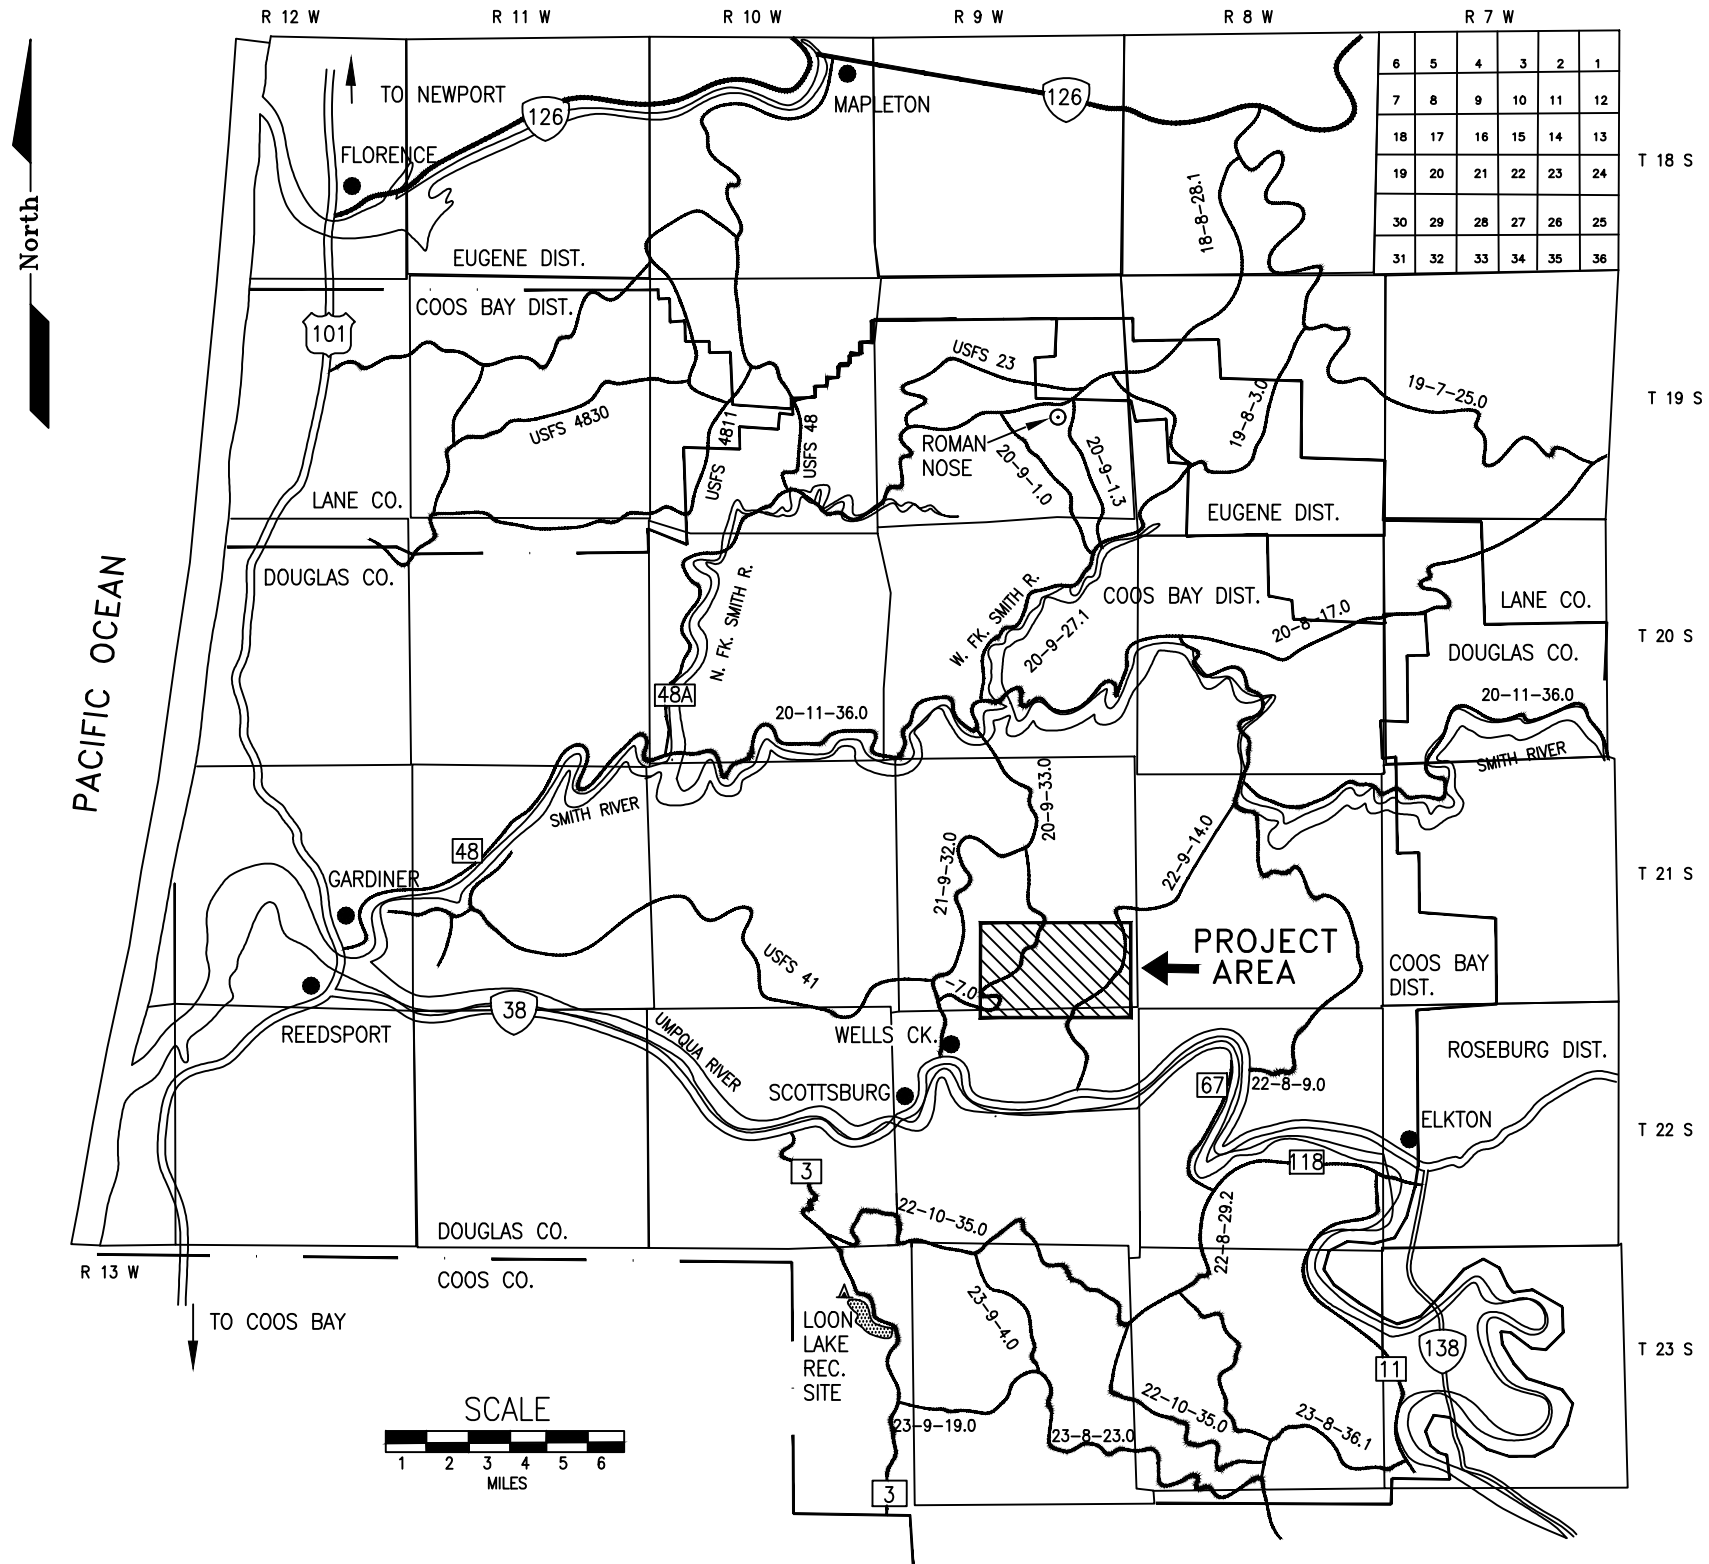 R 12 W
R 11 W
R 10 W
R 9 W
R 8 W
R 7 W
6 5 4 3 2 1
7 8 9 10 11 12
18 17 16 15 14 13
19 20 21 22 23 24
30 29 28 27 26 25
31 32 33 34 35 36
T 18 S
North
TO NEWPORT
126
MAPLETON
126
FLORENCE
18-8-28.1
EUGENE DIST.
COOS BAY DIST.
101
USFS 23
19-8-3.0
19-7-25.0
T 19 S
USFS 4830
USFS 4811
USFS 48
ROMAN
NOSE
20-9-1.0
20-9-1.3
LANE CO.
EUGENE DIST.
DOUGLAS CO.
PACIFIC OCEAN
N. FK. SMITH R.
W. FK. SMITH R.
20-9-27.1
COOS BAY DIST.
20-8-17.0
LANE CO.
T 20 S
DOUGLAS CO.
48A
20-11-36.0
20-11-36.0
SMITH RIVER
SMITH RIVER
20-9-33.0
48
21-9-32.0
22-9-14.0
T 21 S
GARDINER
USFS 41
PROJECT
AREA
COOS BAY
DIST.
-7.0
38
REEDSPORT
UMPQUA RIVER
WELLS CK.
ROSEBURG DIST.
SCOTTSBURG
67
22-8-9.0
ELKTON
T 22 S
3
118
22-10-35.0
22-8-29.2
DOUGLAS CO.
R 13 W
COOS CO.
TO COOS BAY
LOON
LAKE
REC.
SITE
23-9-4.0
138
T 23 S
11
22-10-35.0
23-9-19.0
23-8-23.0
23-8-36.1
SCALE
1 2 3 4 5 6
MILES
3